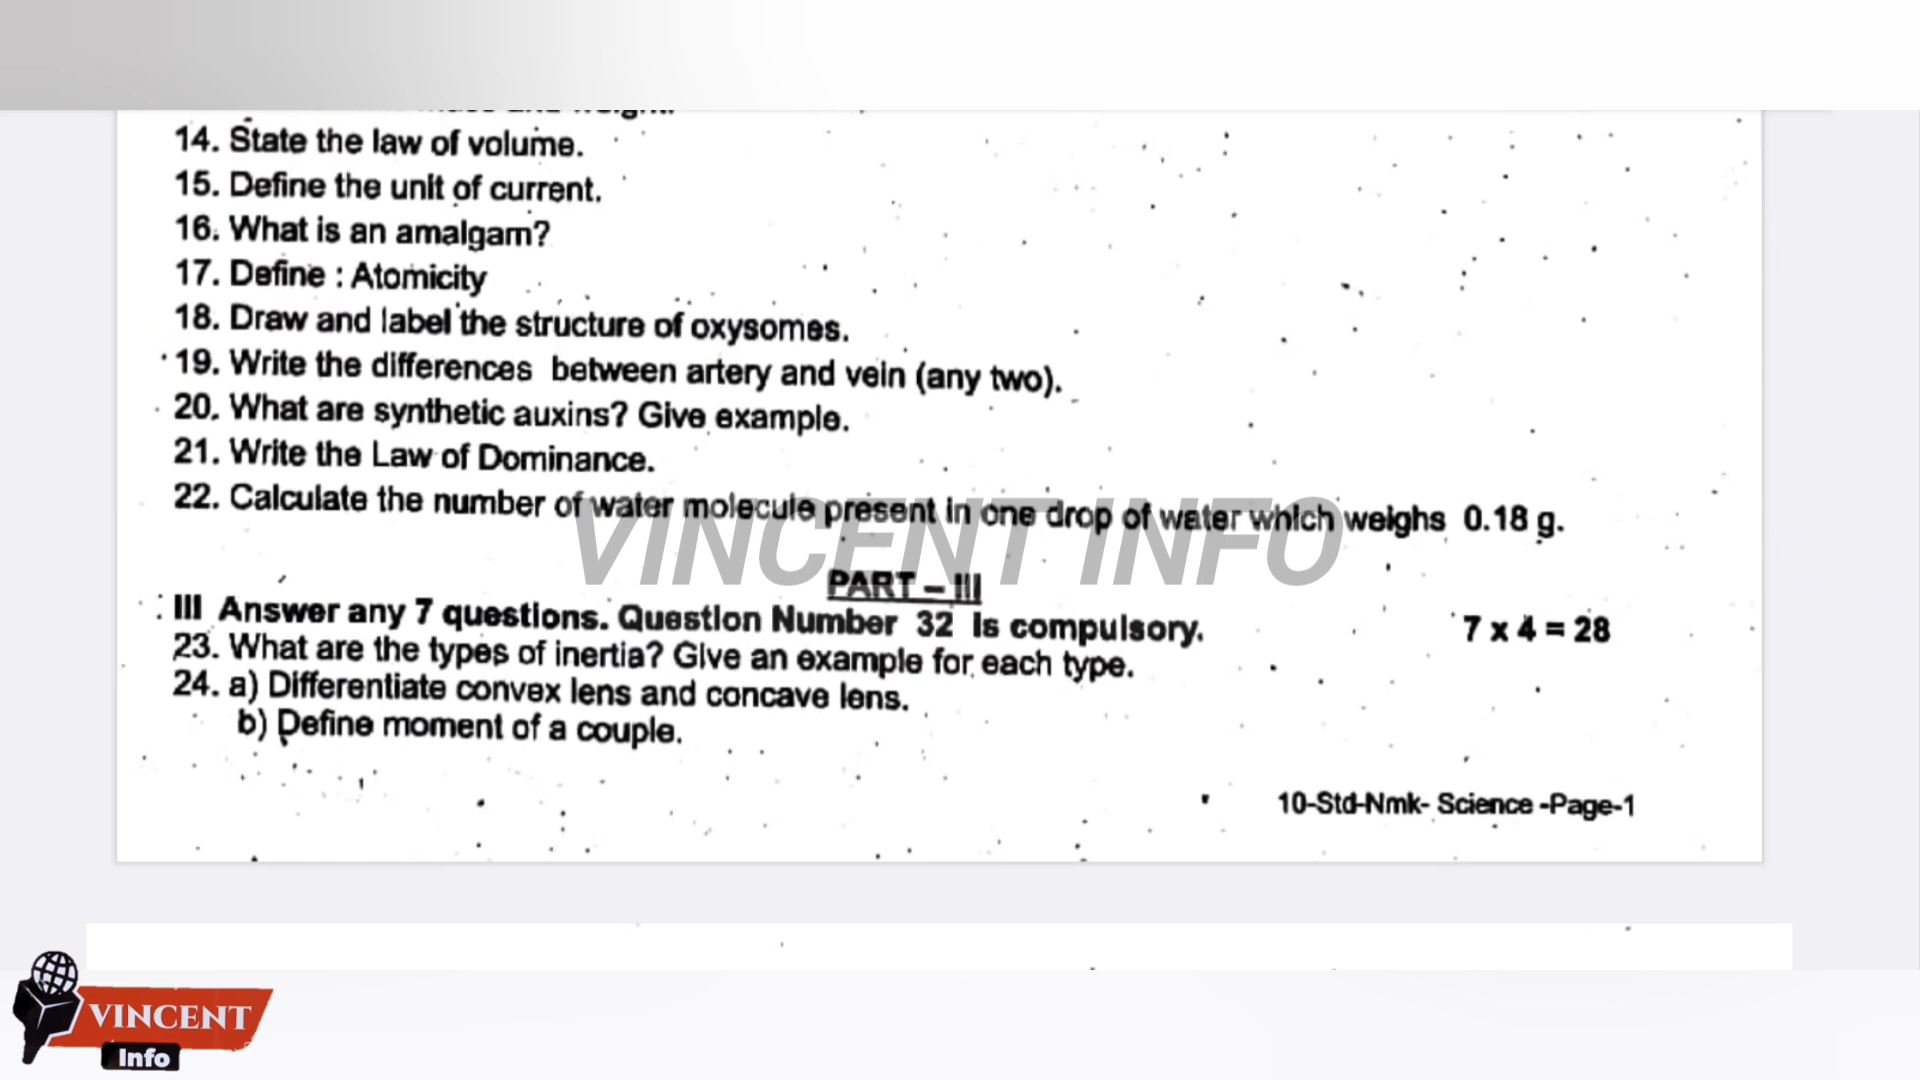 14. State the law of volume.
15. Define the unit of current.
16. What is an amalgam?
17. Define : Atomicity
18. Draw and label the structure of oxysomes.
19. Write the differences between artery and vein (any two).
20. What are synthetic auxins? Give example.
21. Write the Law of Dominance.
22. Calculate the number of water molecule present in one drop of water which weighs 0.18 g.
VINCENT INFO
PART – III
III Answer any 7 questions. Question Number 32 is compulsory. 7 x 4 = 28
23. What are the types of inertia? Give an example for each type.
24. a) Differentiate convex lens and concave lens.
b) Define moment of a couple.
10-Std-Nmk- Science -Page-1
VINCENT
Info